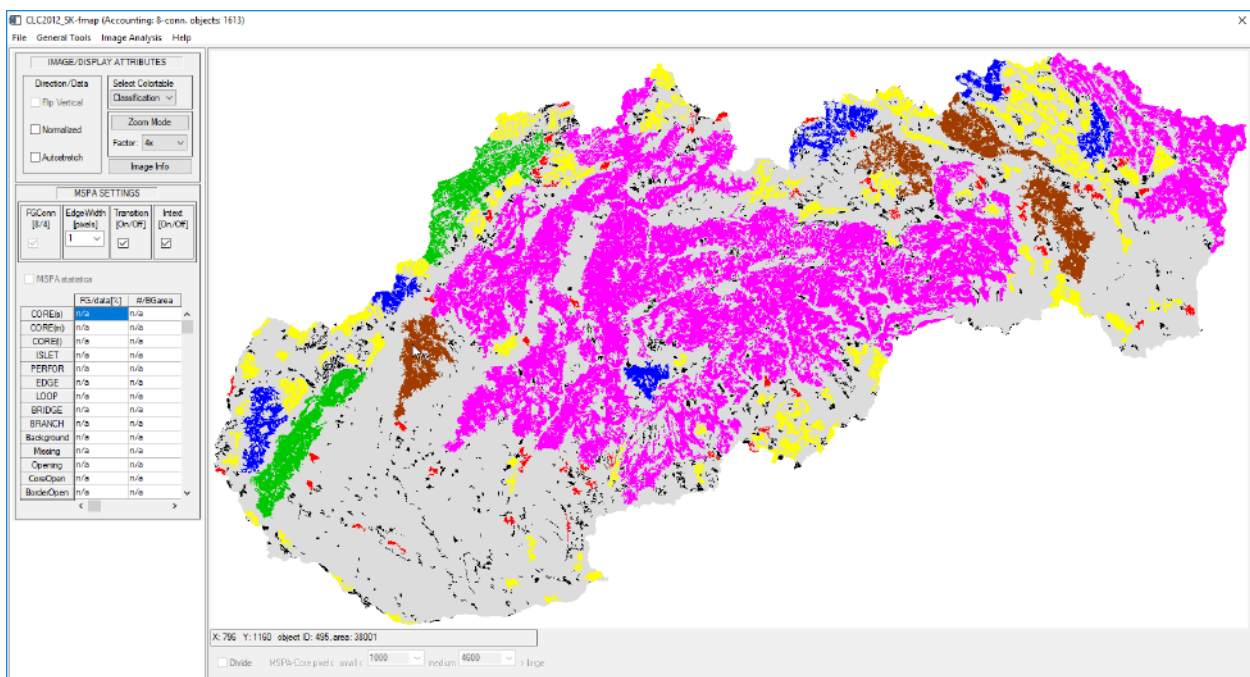 CLC2012_SK-fmap (Accounting: 8-conn. objects: 1613)
File General Tools Image Analysis Help
IMAGE/DISPLAY ATTRIBUTES
Direction/Data Select Colortable
Flip Vertical Classification
Normalized Zoom Mode
Factor: 4x
Autostretch Image Info
MSPA SETTINGS
FGConn EdgeWidth Transition Intext
[8/4] [pixels] [On/Off] [On/Off]
1
MSPA statistics
FG/data[%] #/BGarea
CORE(s) n/a n/a
CORE(m) n/a n/a
CORE(l) n/a n/a
ISLET n/a n/a
PERFOR n/a n/a
EDGE n/a n/a
LOOP n/a n/a
BRIDGE n/a n/a
BRANCH n/a n/a
Background n/a n/a
Missing n/a n/a
Opening n/a n/a
CoreOpen n/a n/a
BorderOpen n/a n/a
X: 796 Y: 1160 object ID: 495, area: 38001
Divide MSPA-Core pixels: small < 1000 medium 4600 > large